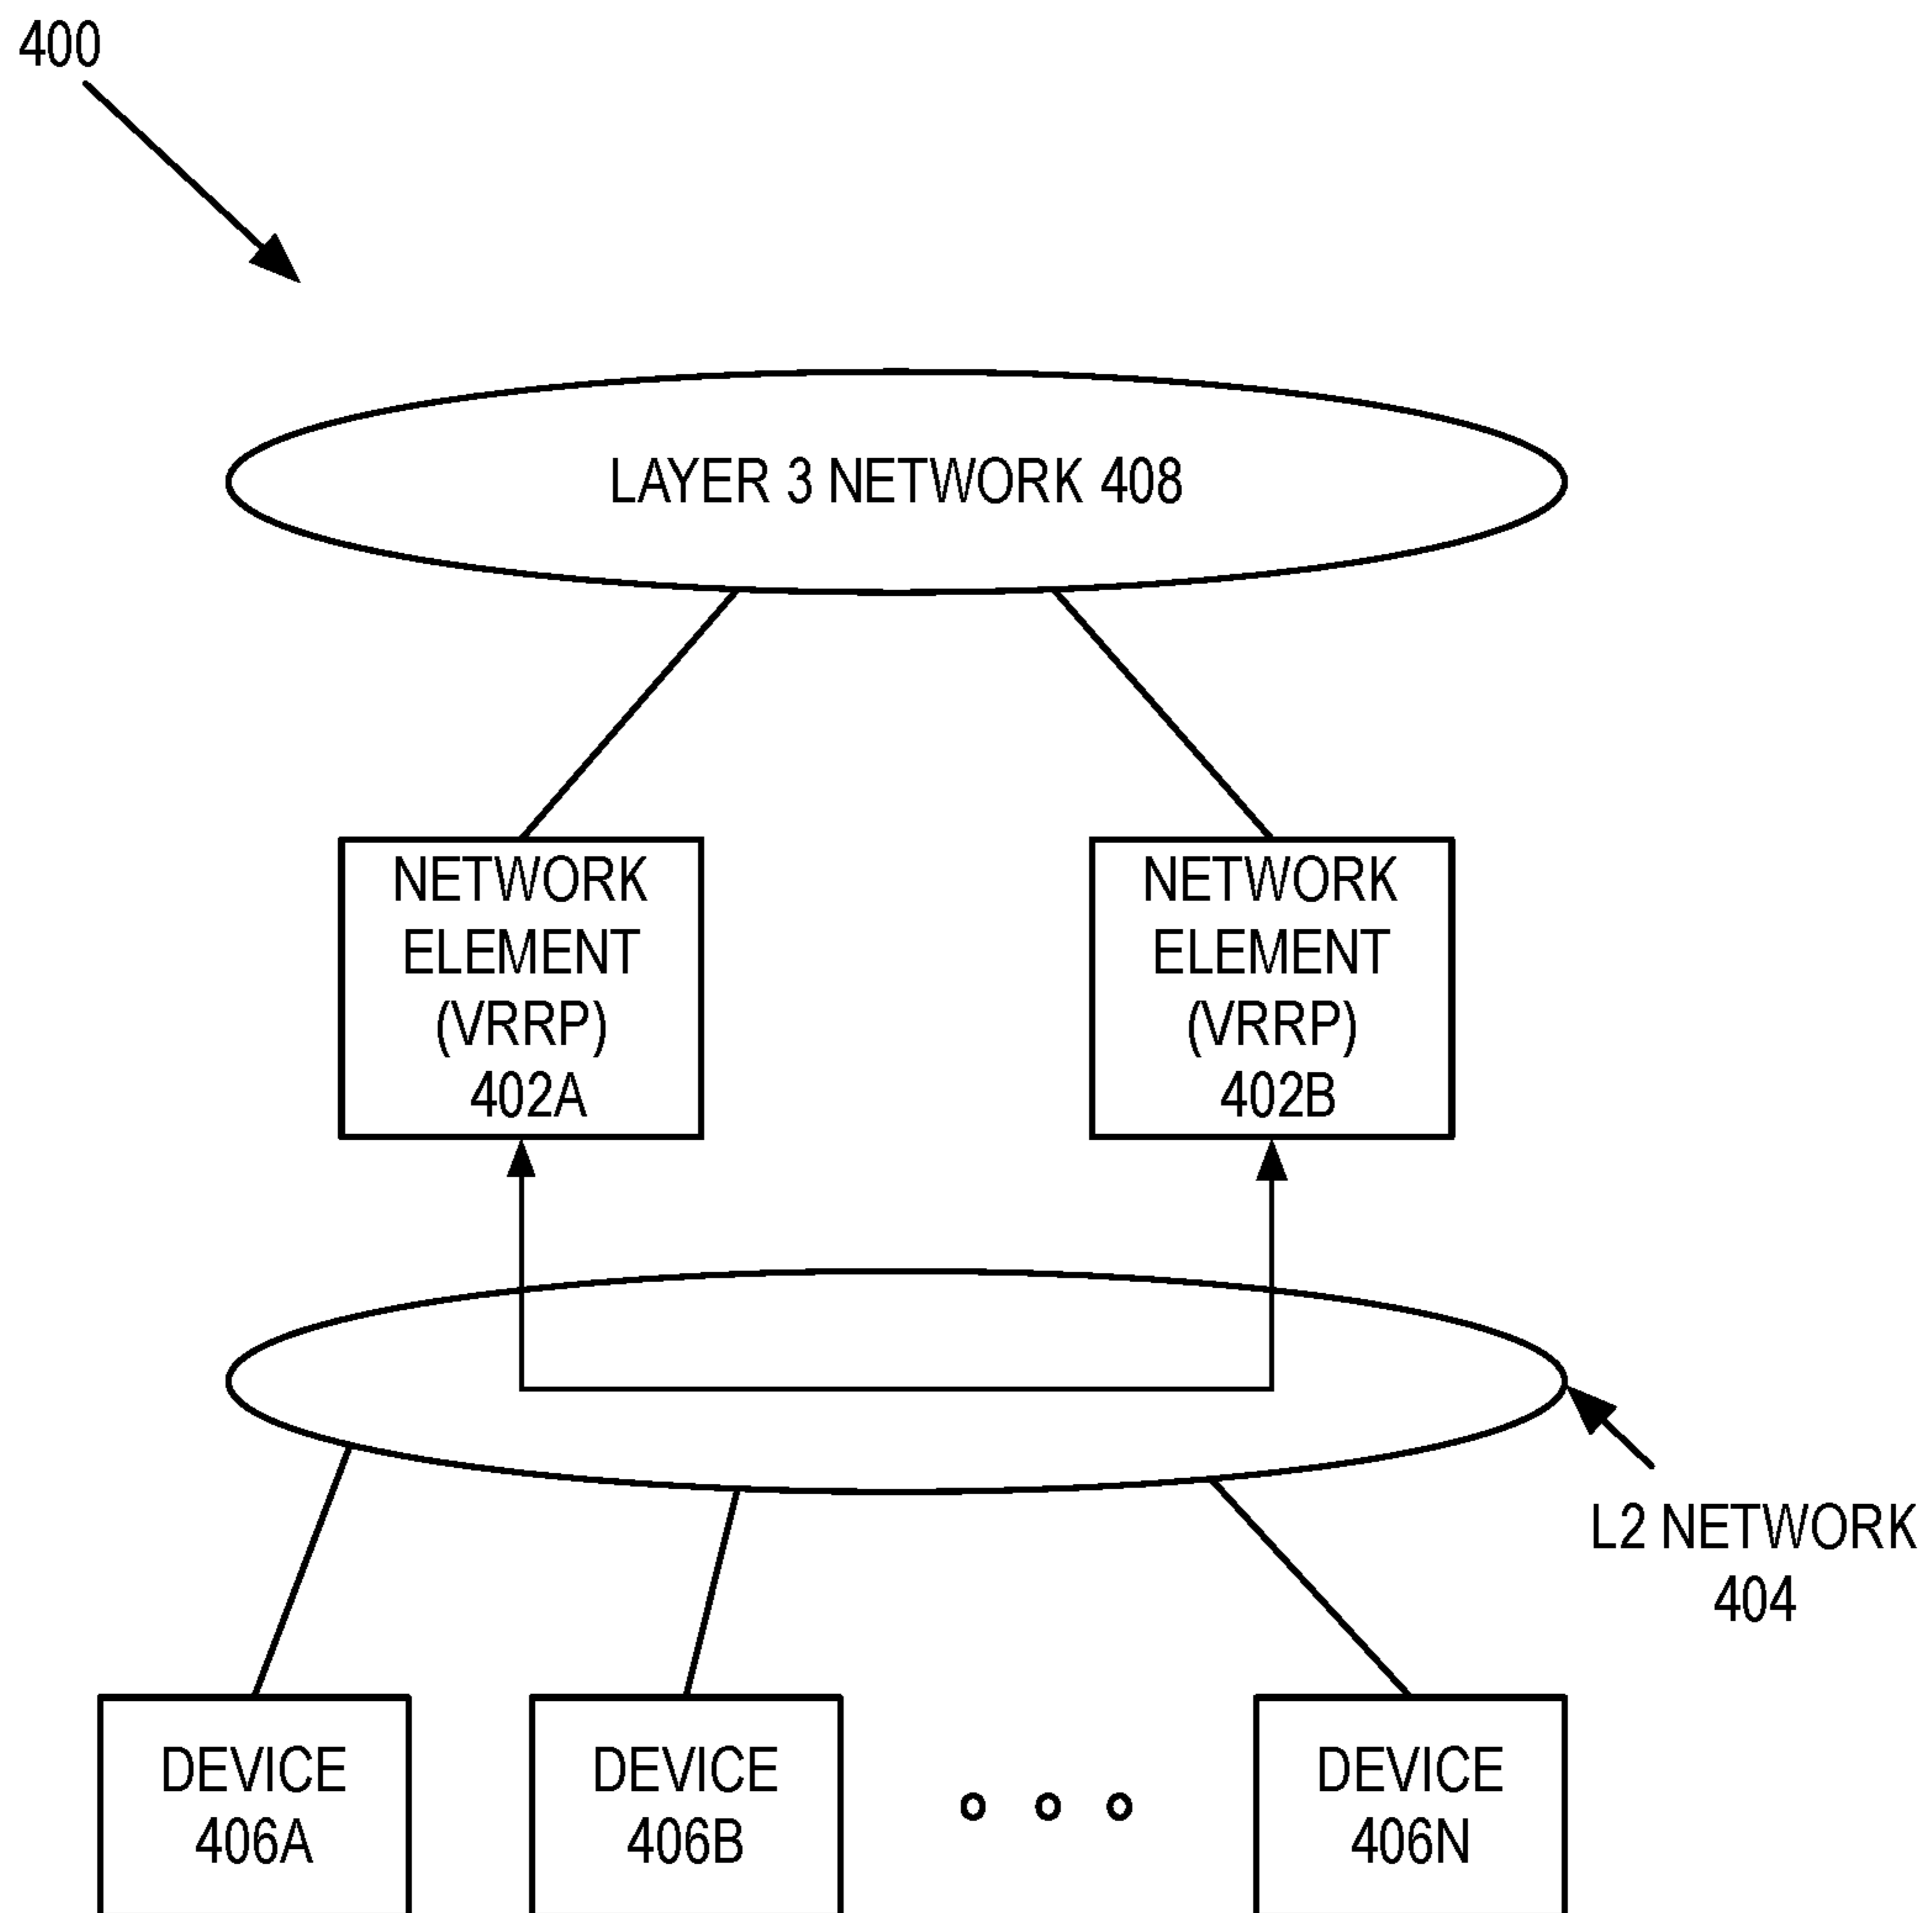 400
LAYER 3 NETWORK 408
NETWORK
ELEMENT
(VRRP)
402A
NETWORK
ELEMENT
(VRRP)
402B
L2 NETWORK
404
DEVICE
406A
DEVICE
406B
DEVICE
406N